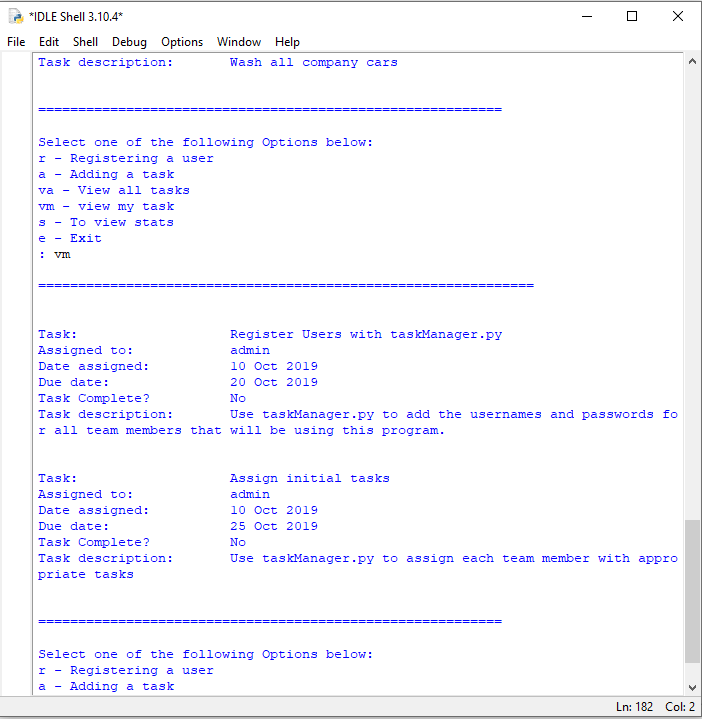 *IDLE Shell 3.10.4*
File Edit Shell Debug Options Window Help
Task description: Wash all company cars
==========================================================
Select one of the following Options below:
r - Registering a user
a - Adding a task
va - View all tasks
vm - view my task
s - To view stats
e - Exit
: vm
==============================================================
Task: Register Users with taskManager.py
Assigned to: admin
Date assigned: 10 Oct 2019
Due date: 20 Oct 2019
Task Complete? No
Task description: Use taskManager.py to add the usernames and passwords fo
r all team members that will be using this program.
Task: Assign initial tasks
Assigned to: admin
Date assigned: 10 Oct 2019
Due date: 25 Oct 2019
Task Complete? No
Task description: Use taskManager.py to assign each team member with appro
priate tasks
==========================================================
Select one of the following Options below:
r - Registering a user
a - Adding a task
Ln: 182 Col: 2